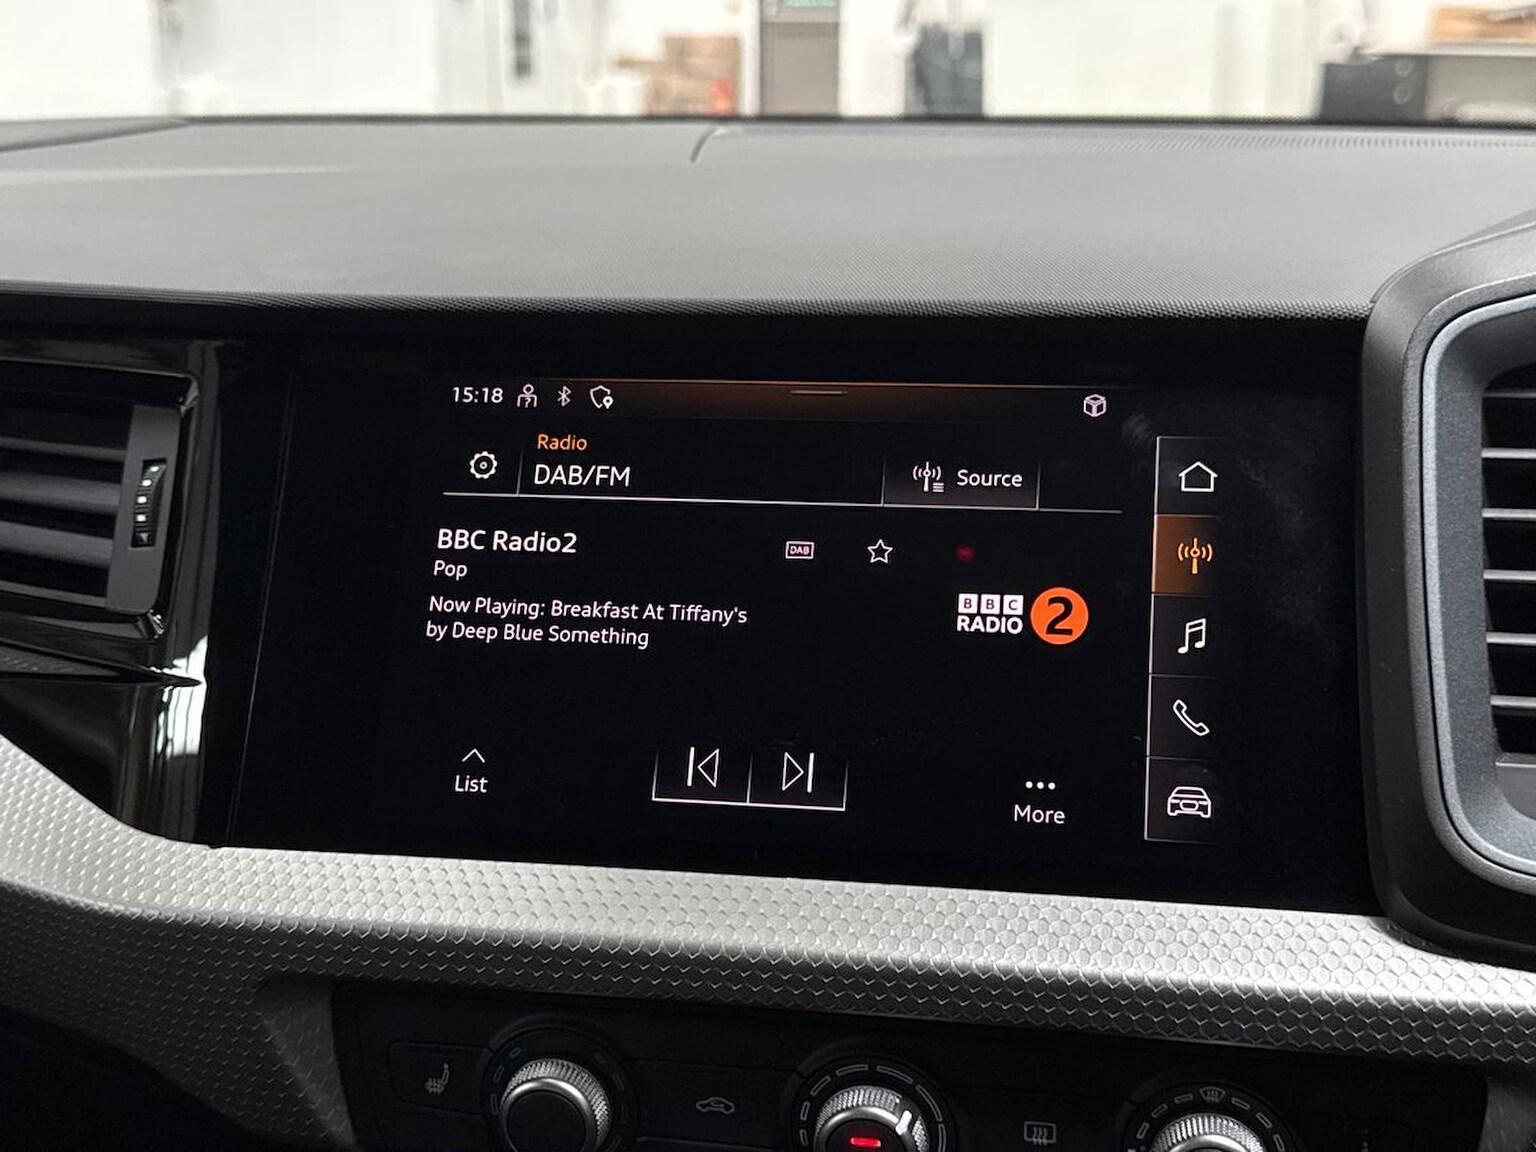 15:18
Radio
DAB/FM
Source
BBC Radio2
DAB
Pop
Now Playing: Breakfast At Tiffany's
by Deep Blue Something
BBC
RADIO 2
List
More